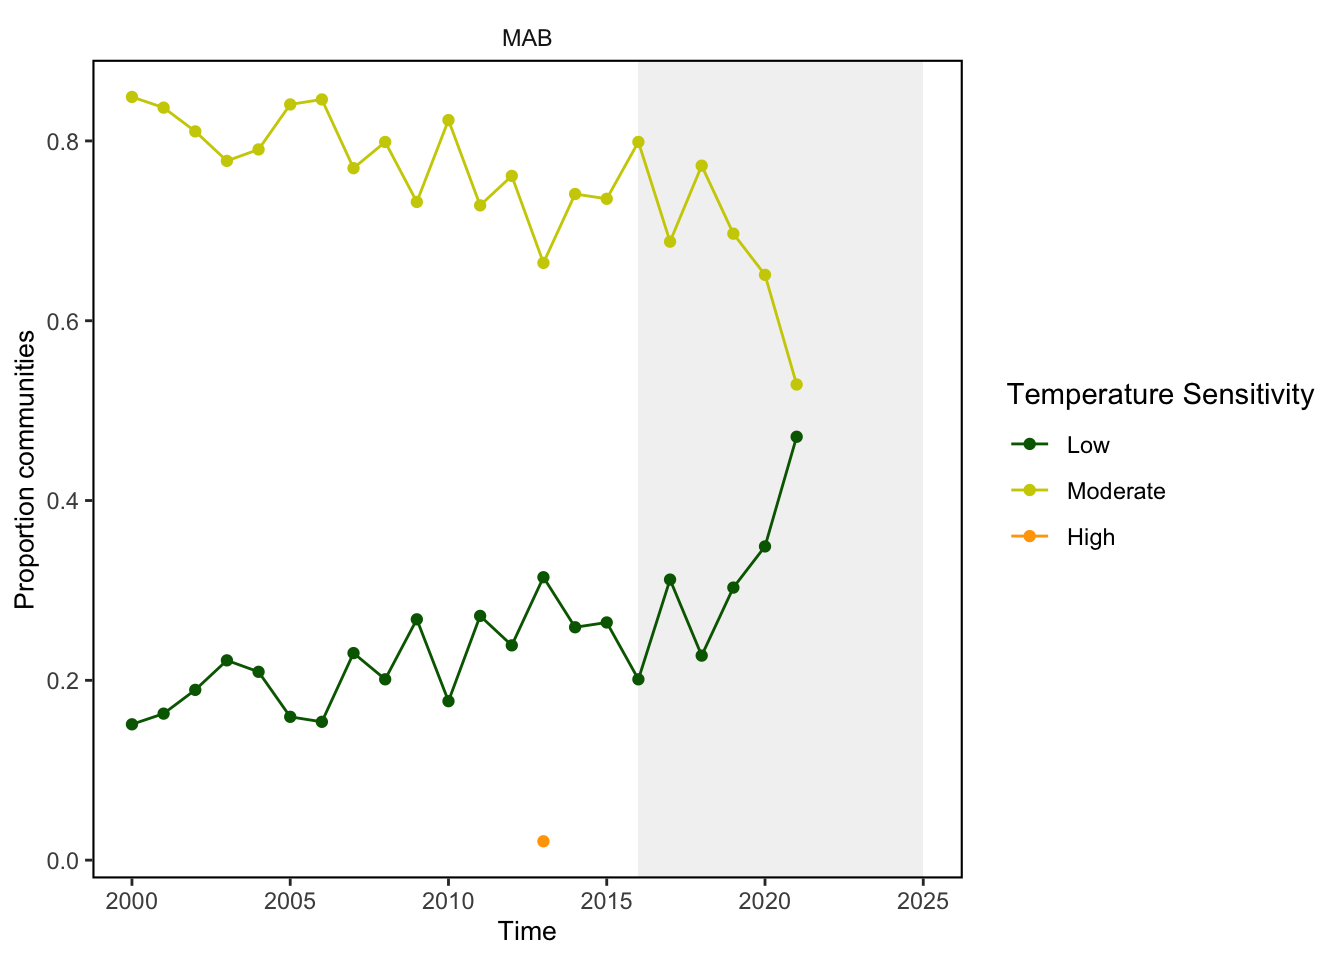 MAB
Proportion communities
0.8
0.6
0.4
0.2
0.0
2000 2005 2010 2015 2020 2025
Time
Temperature Sensitivity
Low
Moderate
High